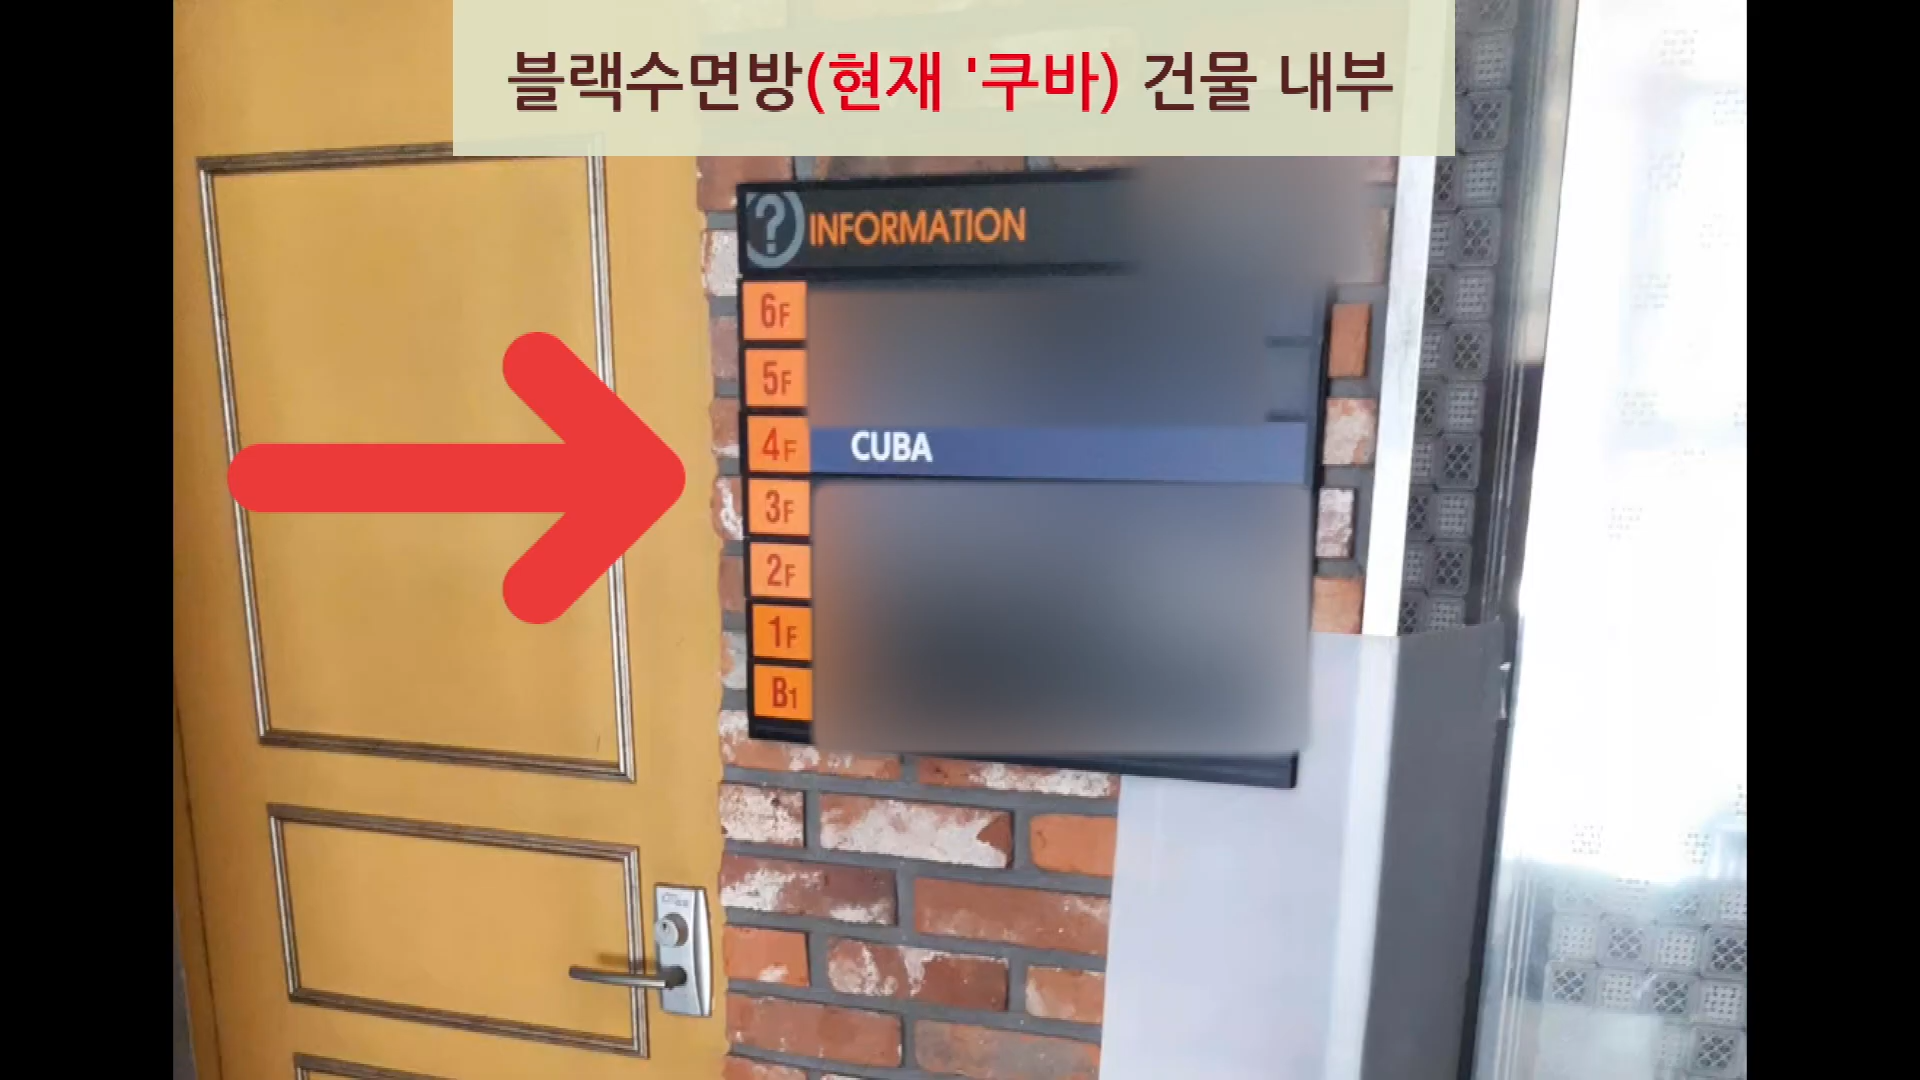 블랙수면방(현재 '쿠바) 건물 내부
? INFORMATION
6F
5F
4F CUBA
3F
2F
1F
B1